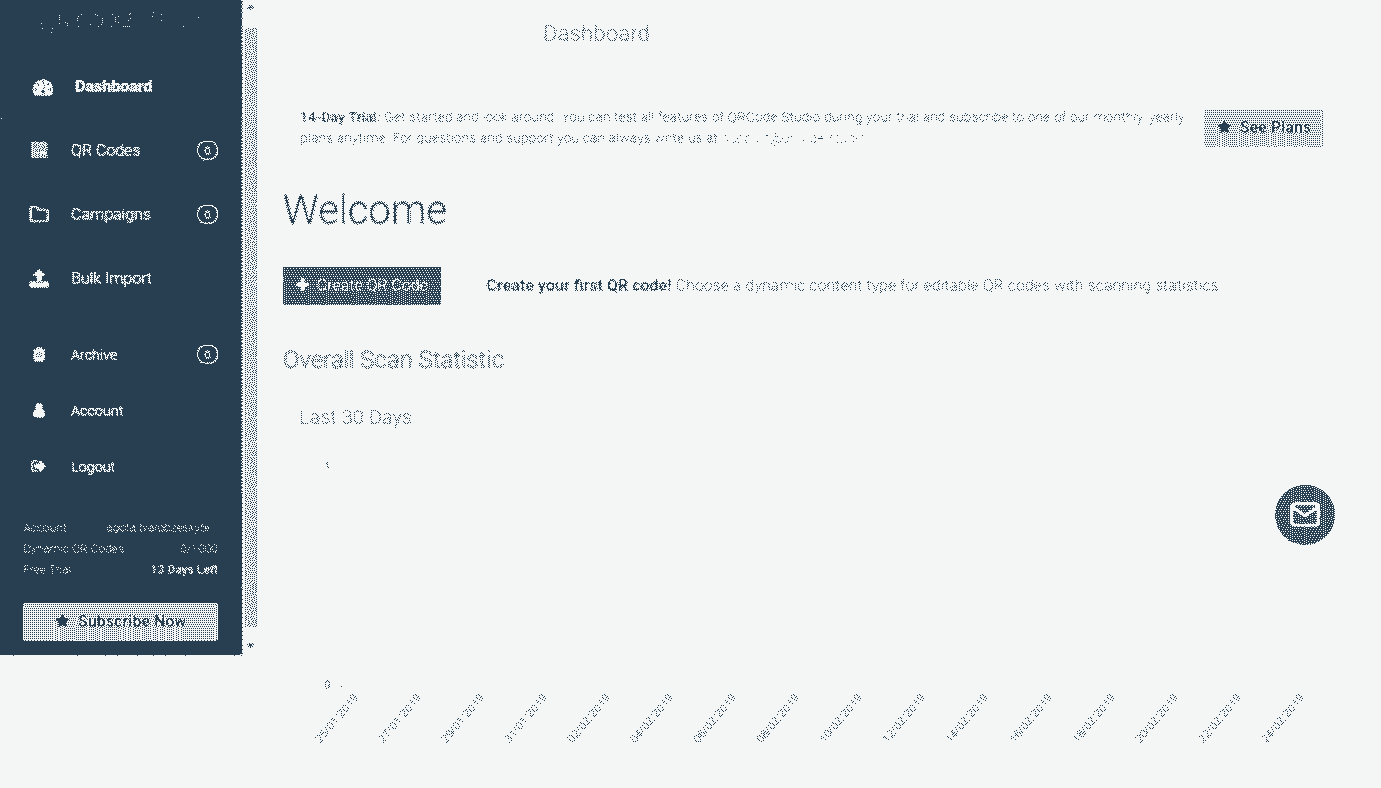 Dashboard
Dashboard
QR Codes 0
Campaigns 0
Bulk Import
Archive 0
Account
Logout
Account
Dynamic QR Codes 0/1000
Free Trial 13 Days Left
Subscribe Now
14-Day Trial: Get started and look around. You can test all features of QRCode Studio during your trial and subscribe to one of our monthly, yearly
plans anytime. For questions and support you can always write us at
See Plans
Welcome
Create QR Code
Create your first QR code! Choose a dynamic content type for editable QR codes with scanning statistics.
Overall Scan Statistic
Last 30 Days
1
0
25/01.2019 27/01.2019 29/01.2019 31/01.2019 02/02.2019 04/02.2019 06/02.2019 08/02.2019 10/02.2019 12/02.2019 14/02.2019 16/02.2019 18/02.2019 20/02.2019 22/02.2019 24/02.2019